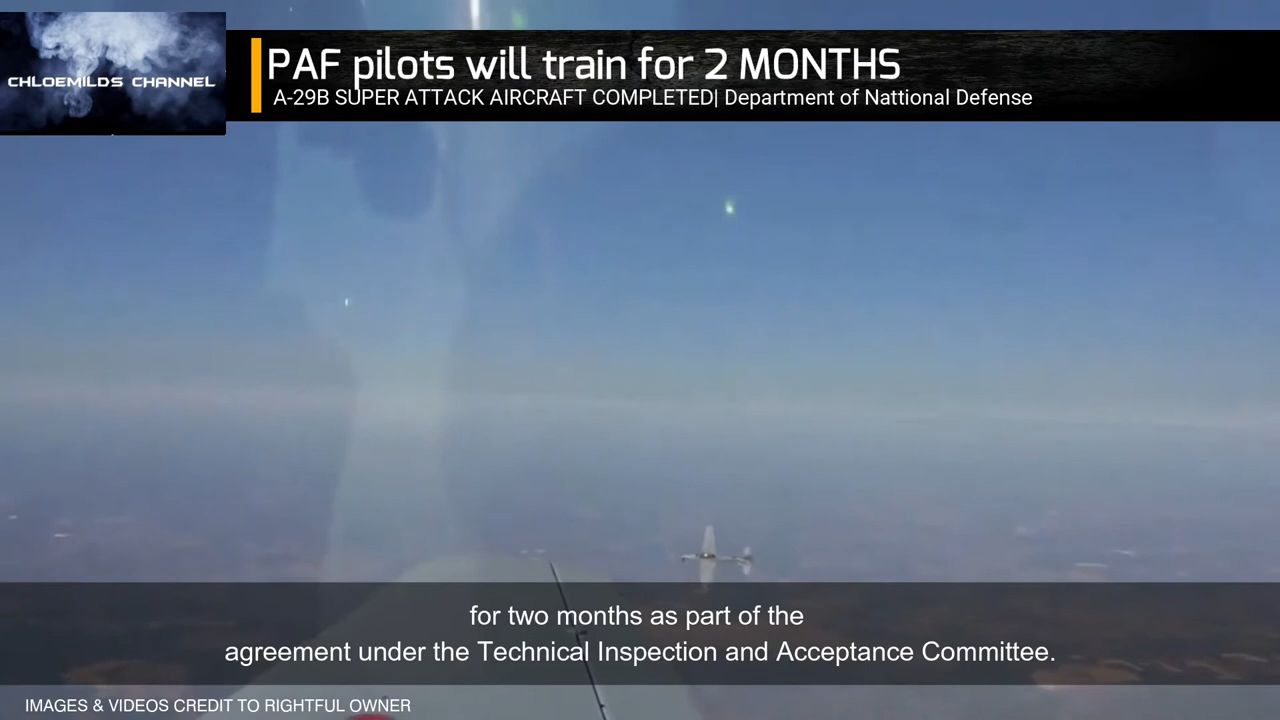 CHLOEMILDS CHANNEL
PAF pilots will train for 2 MONTHS
A-29B SUPER ATTACK AIRCRAFT COMPLETED| Department of Nattional Defense
for two months as part of the
agreement under the Technical Inspection and Acceptance Committee.
IMAGES & VIDEOS CREDIT TO RIGHTFUL OWNER